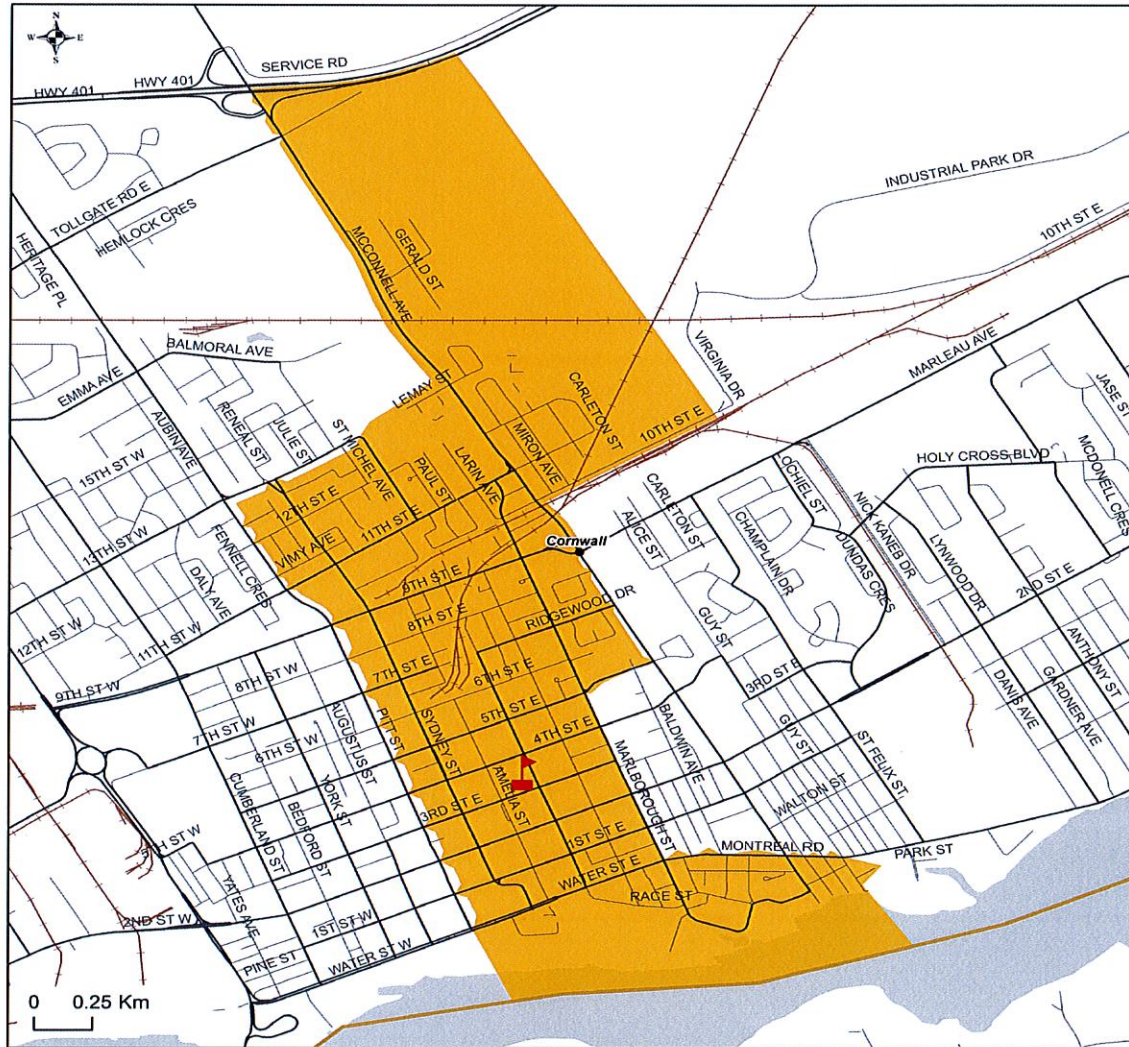 N
W E
S
SERVICE RD
HWY 401
HWY 401
INDUSTRIAL PARK DR
TOLLGATE RD E
HEMLOCK CRES
10TH ST E
HERITAGE PL
MCCONNELL AVE
GERALD ST
VIRGINIA DR
MARLEAU AVE
BALMORAL AVE
EMMA AVE
LEMAY ST
CARLETON ST
JASE ST
AUBIN AVE
RENEAL ST
JULIE ST
ST MICHEL AVE
10TH ST E
MIRON AVE
LARIN AVE
PAUL ST
15TH ST W
MCDONELL CRES
HOLY CROSS BLVD
OCHIEL ST
12TH ST E
11TH ST E
CARLETON ST
NICK KANEB DR
13TH ST W
FENNELL CRES
VIMY AVE
ALICE ST
CHAMPLAIN DR
LYNWOOD DR
Cornwall
DUNDAS CRES
DALY AVE
9TH ST E
2ND ST E
12TH ST W
11TH ST W
8TH ST E
RIDGEWOOD DR
GUY ST
ANTHONY ST
9TH ST W
8TH ST W
7TH ST E
6TH ST E
3RD ST E
DANIS AVE
GARDNER AVE
7TH ST W
6TH ST W
AUGUSTUS ST
PITT ST
SYDNEY ST
5TH ST E
4TH ST E
BALDWIN AVE
GUY ST
ST FELIX ST
CUMBERLAND ST
YORK ST
BEDFORD ST
AMELIA ST
MARLBOROUGH ST
3RD ST E
WALTON ST
5TH ST W
1ST ST E
MONTREAL RD
PARK ST
YATES AVE
WATER ST E
RACE ST
2ND ST W
1ST ST W
PINE ST
WATER ST W
0 0.25 Km